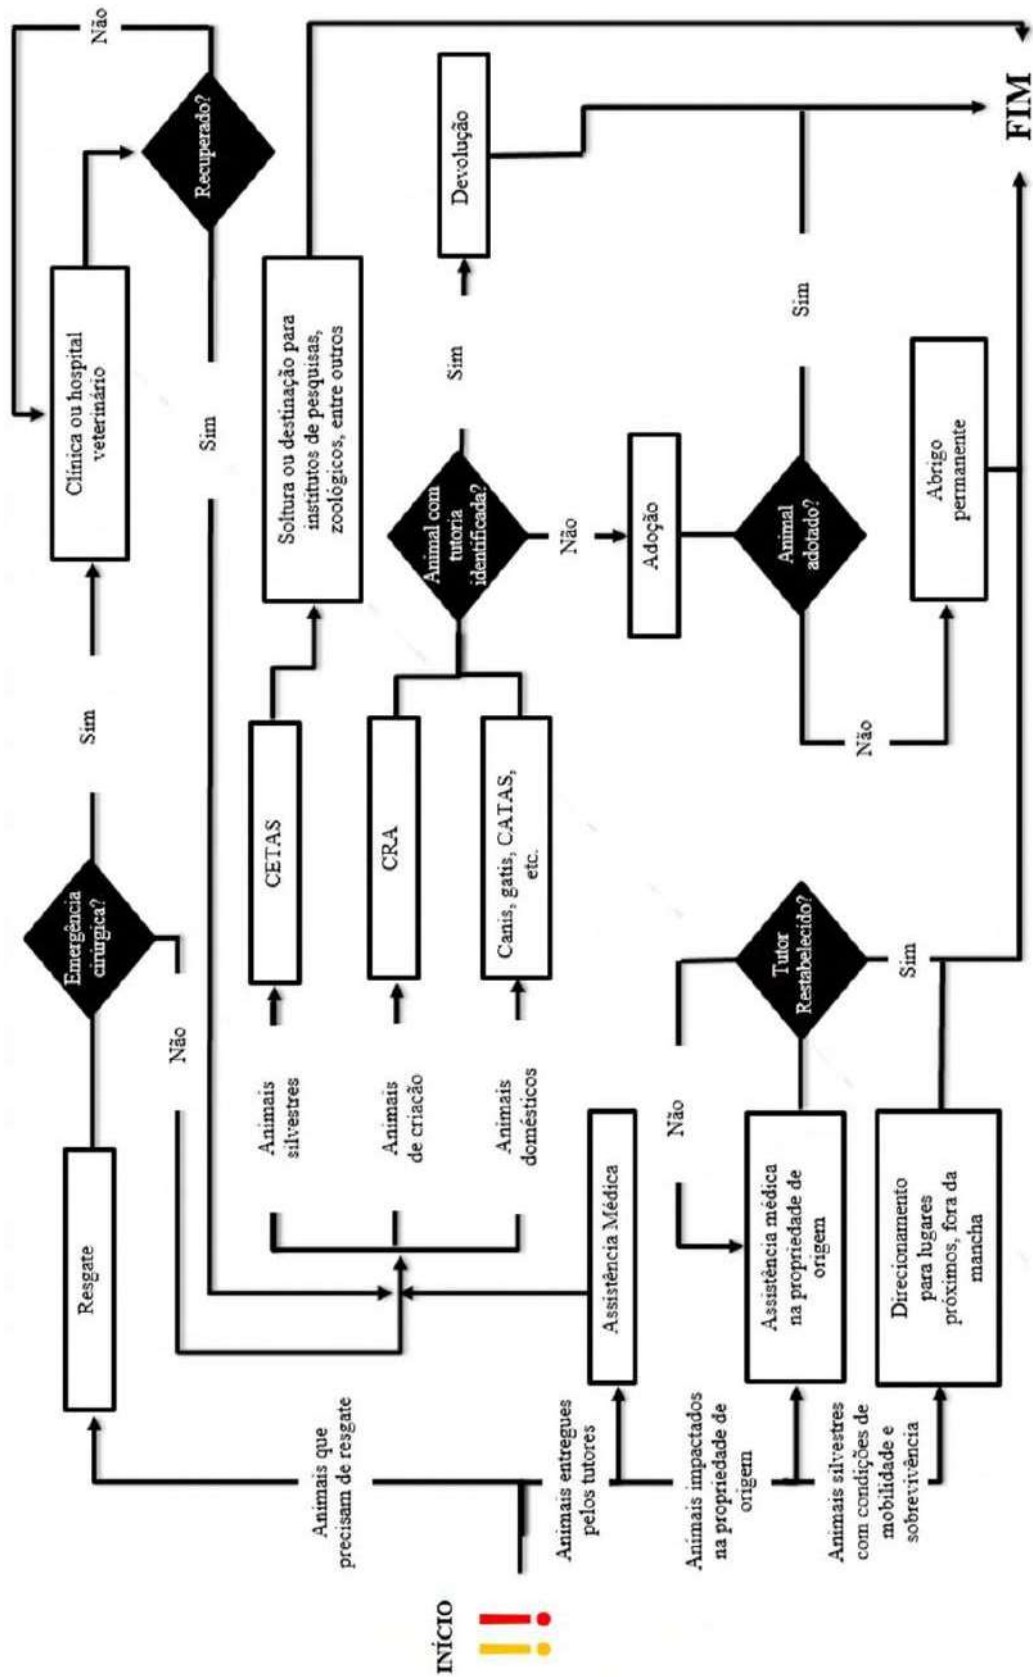 INÍCIO
Animais que
precisam de resgate
Resgate
Emergência
cirúrgica?
Sim
Não
Clínica ou hospital
veterinário
Recuperado?
Não
Sim
Animais
silvestres
CETAS
Soltura ou destinação para
institutos de pesquisas,
zoológicos, entre outros
Animais
de criação
CRA
Animais
domésticos
Canis, gatis, CATAS,
etc.
Animal com
tutoria
identificada?
Sim
Devolução
Não
Adoção
Animal
adotado?
Sim
Não
Abrigo
permanente
Animais entregues
pelos tutores
Assistência Médica
Animais impactados
na propriedade de
origem
Assistência médica
na propriedade de
origem
Não
Tutor
Restabelecido?
Sim
Animais silvestres
com condições de
mobilidade e
sobrevivência
Direcionamento
para lugares
próximos, fora da
mancha
FIM